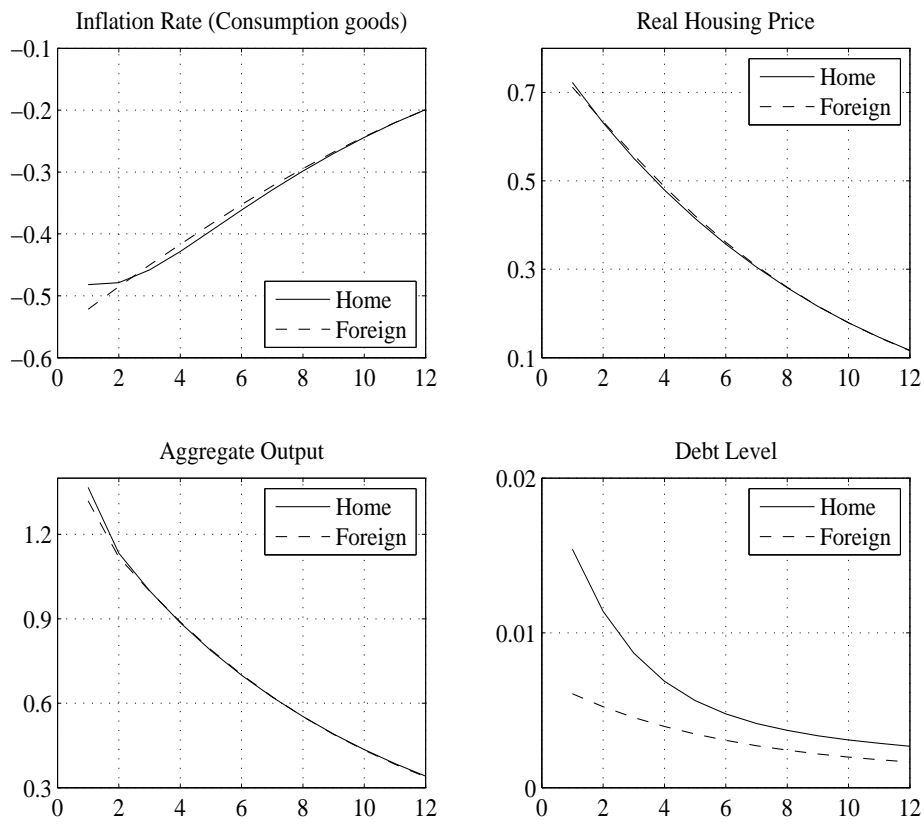 Inflation Rate (Consumption goods)
−0.1
−0.2
−0.3
−0.4
−0.5
−0.6
0 2 4 6 8 10 12
Home
Foreign
Real Housing Price
0.7
0.5
0.3
0.1
0 2 4 6 8 10 12
Home
Foreign
Aggregate Output
1.2
0.9
0.6
0.3
0 2 4 6 8 10 12
Home
Foreign
Debt Level
0.02
0.01
0
0 2 4 6 8 10 12
Home
Foreign